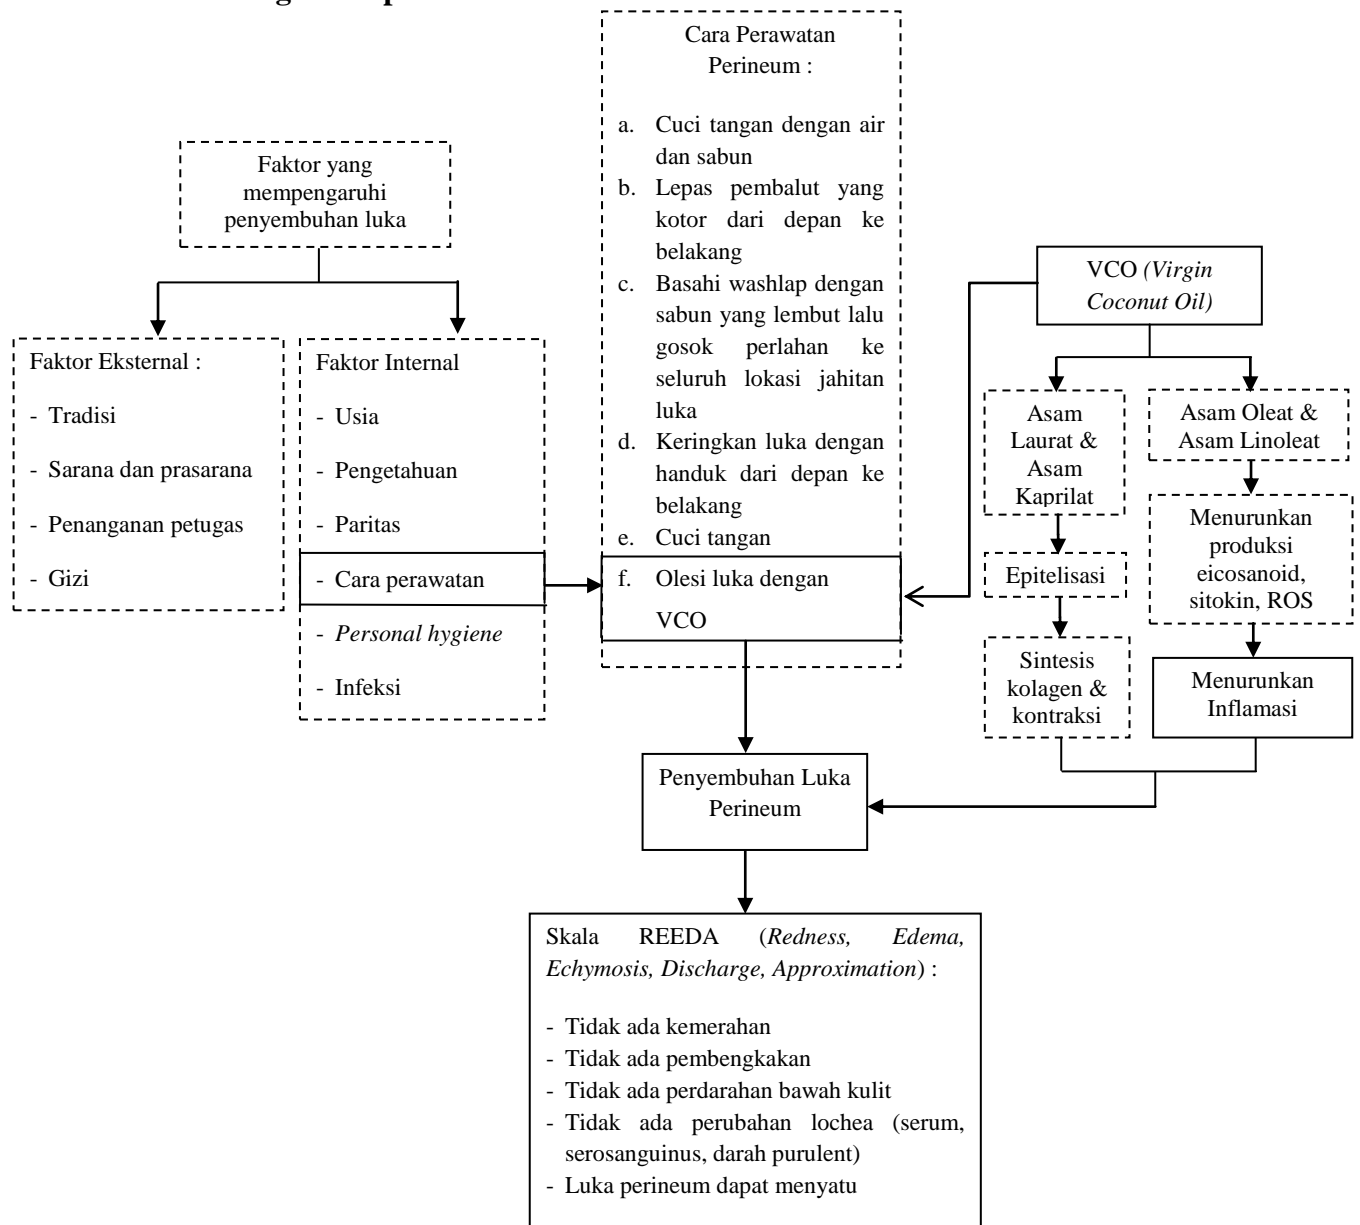 Cara Perawatan
Perineum :
a. Cuci tangan dengan air
dan sabun
b. Lepas pembalut yang
kotor dari depan ke
belakang
c. Basahi washlap dengan
sabun yang lembut lalu
gosok perlahan ke
seluruh lokasi jahitan
luka
d. Keringkan luka dengan
handuk dari depan ke
belakang
e. Cuci tangan
f. Olesi luka dengan
VCO
Faktor yang
mempengaruhi
penyembuhan luka
Faktor Eksternal :
- Tradisi
- Sarana dan prasarana
- Penanganan petugas
- Gizi
Faktor Internal
- Usia
- Pengetahuan
- Paritas
- Cara perawatan
- Personal hygiene
- Infeksi
VCO (Virgin
Coconut Oil)
Asam
Laurat &
Asam
Kaprilat
Epitelisasi
Sintesis
kolagen &
kontraksi
Asam Oleat &
Asam Linoleat
Menurunkan
produksi
eicosanoid,
sitokin, ROS
Menurunkan
Inflamasi
Penyembuhan Luka
Perineum
Skala REEDA (Redness, Edema,
Echymosis, Discharge, Approximation) :
- Tidak ada kemerahan
- Tidak ada pembengkakan
- Tidak ada perdarahan bawah kulit
- Tidak ada perubahan lochea (serum,
serosanguinus, darah purulent)
- Luka perineum dapat menyatu